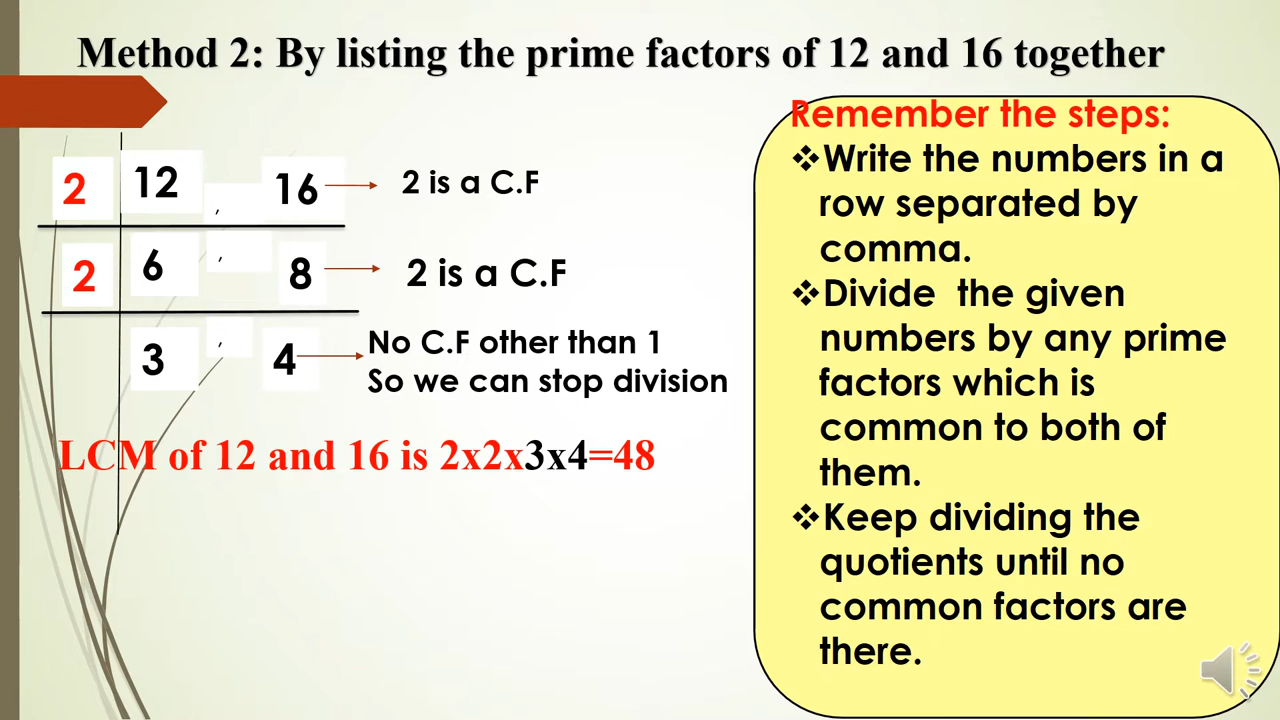 Method 2: By listing the prime factors of 12 and 16 together
2 12 , 16 2 is a C.F
2 6 , 8 2 is a C.F
3 , 4 No C.F other than 1
So we can stop division
LCM of 12 and 16 is 2x2x3x4=48
Remember the steps:
❖Write the numbers in a
row separated by
comma.
❖Divide the given
numbers by any prime
factors which is
common to both of
them.
❖Keep dividing the
quotients until no
common factors are
there.